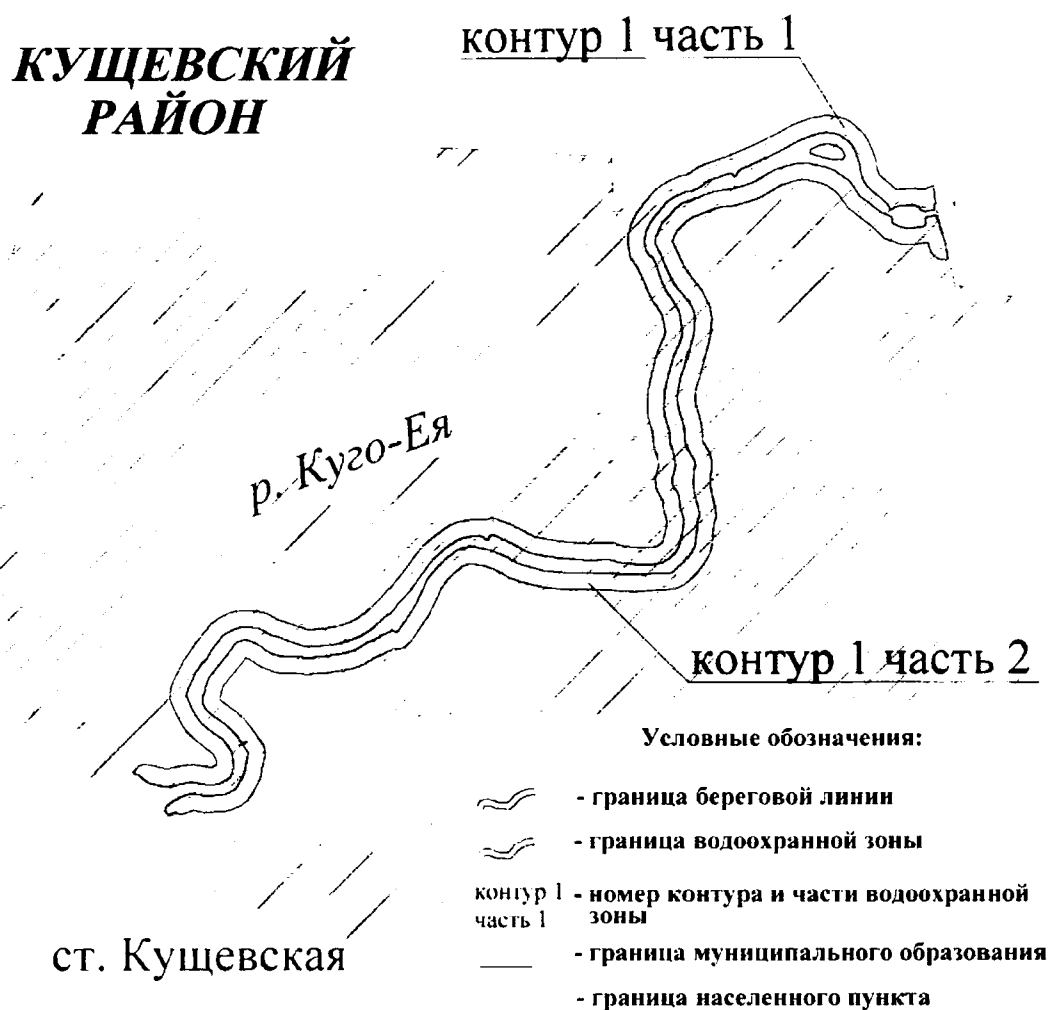 КУЩЕВСКИЙ
РАЙОН
контур 1 часть 1
р. Куго-Ея
контур 1 часть 2
Условные обозначения:
- граница береговой линии
- граница водоохранной зоны
контур 1
часть 1
- номер контура и части водоохранной
зоны
- граница муниципального образования
- граница населенного пункта
ст. Кущевская